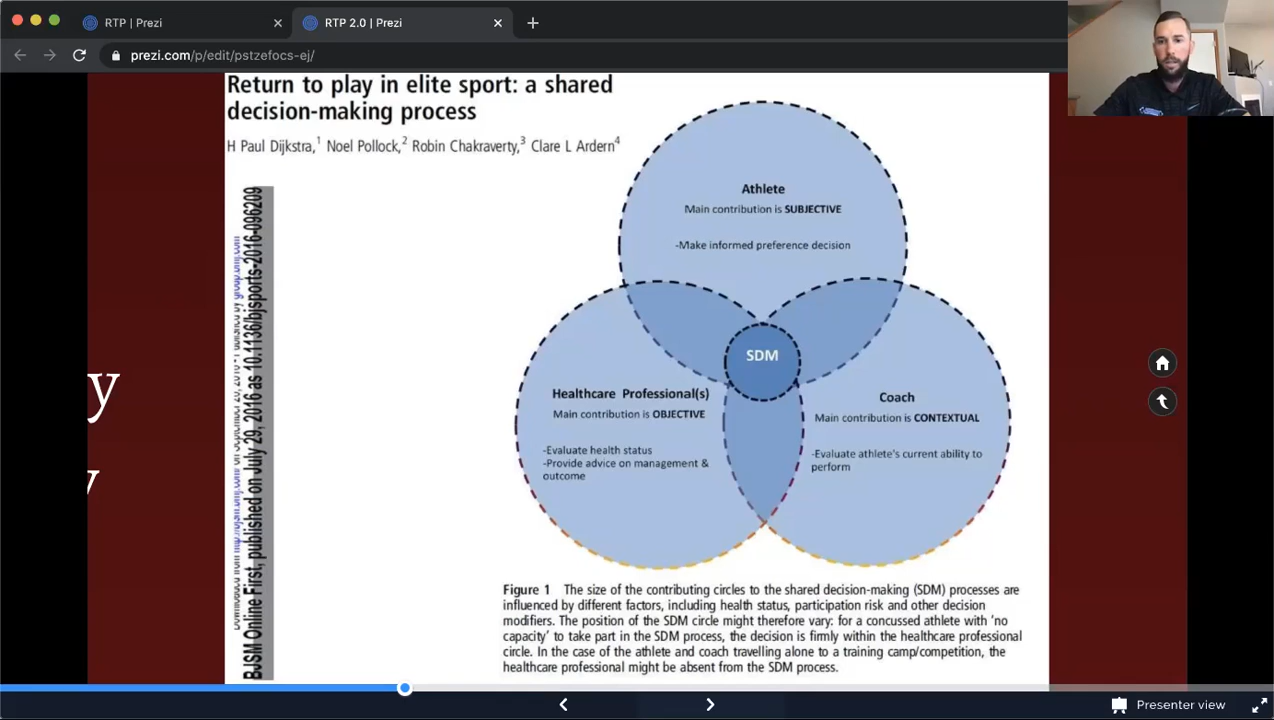 RTP | Prezi
RTP 2.0 | Prezi
prezi.com/p/edit/pstzefocs-ej/
Return to play in elite sport: a shared
decision-making process
H Paul Dijkstra,1 Noel Pollock,2 Robin Chakraverty,3 Clare L Ardern4
BJSM Online First, published on July 29, 2016 as 10.1136/bjsports-2016-096209
Athlete
Main contribution is SUBJECTIVE
-Make informed preference decision
SDM
Healthcare Professional(s)
Main contribution is OBJECTIVE
-Evaluate health status
-Provide advice on management &
outcome
Coach
Main contribution is CONTEXTUAL
-Evaluate athlete's current ability to
perform
y
y
Figure 1 The size of the contributing circles to the shared decision-making (SDM) processes are
influenced by different factors, including health status, participation risk and other decision
modifiers. The position of the SDM circle might therefore vary: for a concussed athlete with 'no
capacity' to take part in the SDM process, the decision is firmly within the healthcare professional
circle. In the case of the athlete and coach travelling alone to a training camp/competition, the
healthcare professional might be absent from the SDM process.
Presenter view